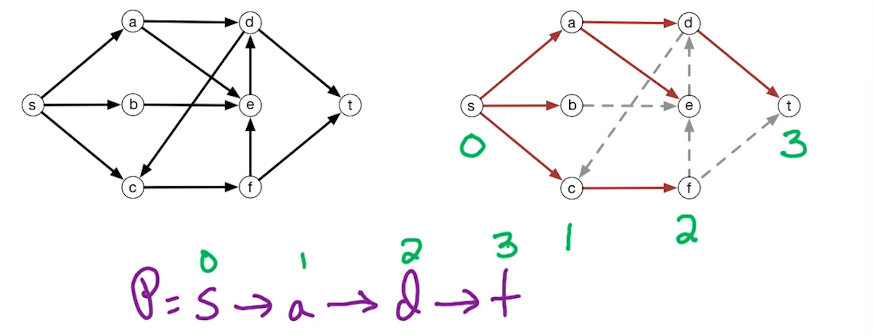 a d a d
s b e t s b e t
0 3
c f c f
1 2
0 1 2 3
P = s → a → d → t